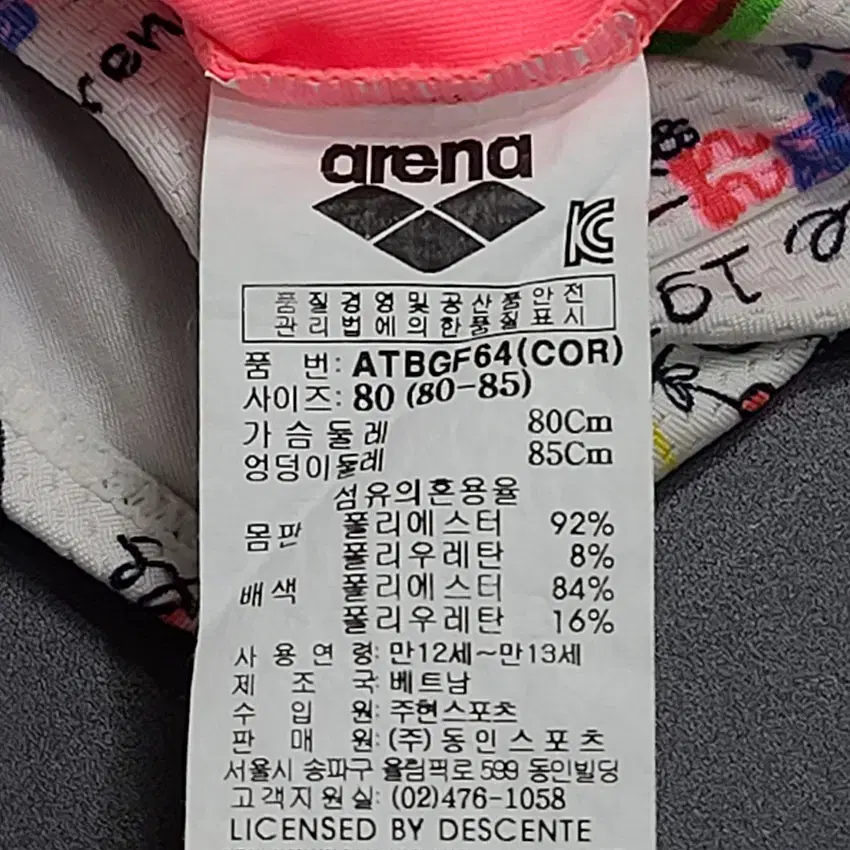 arena
품질경영및공산품안전
관리법에의한품질표시
품 번: ATBGF64(COR)
사이즈: 80 (80-85)
가슴둘레 80Cm
엉덩이둘레 85Cm
섬유의혼용율
몸판 폴리에스터 92%
폴리우레탄 8%
배색 폴리에스터 84%
폴리우레탄 16%
사용연령: 만12세~만13세
제조국: 베트남
수입원: 주현스포츠
판매원: (주)동인스포츠
서울시 송파구 올림픽로 599 동인빌딩
고객지원실: (02)476-1058
LICENSED BY DESCENTE